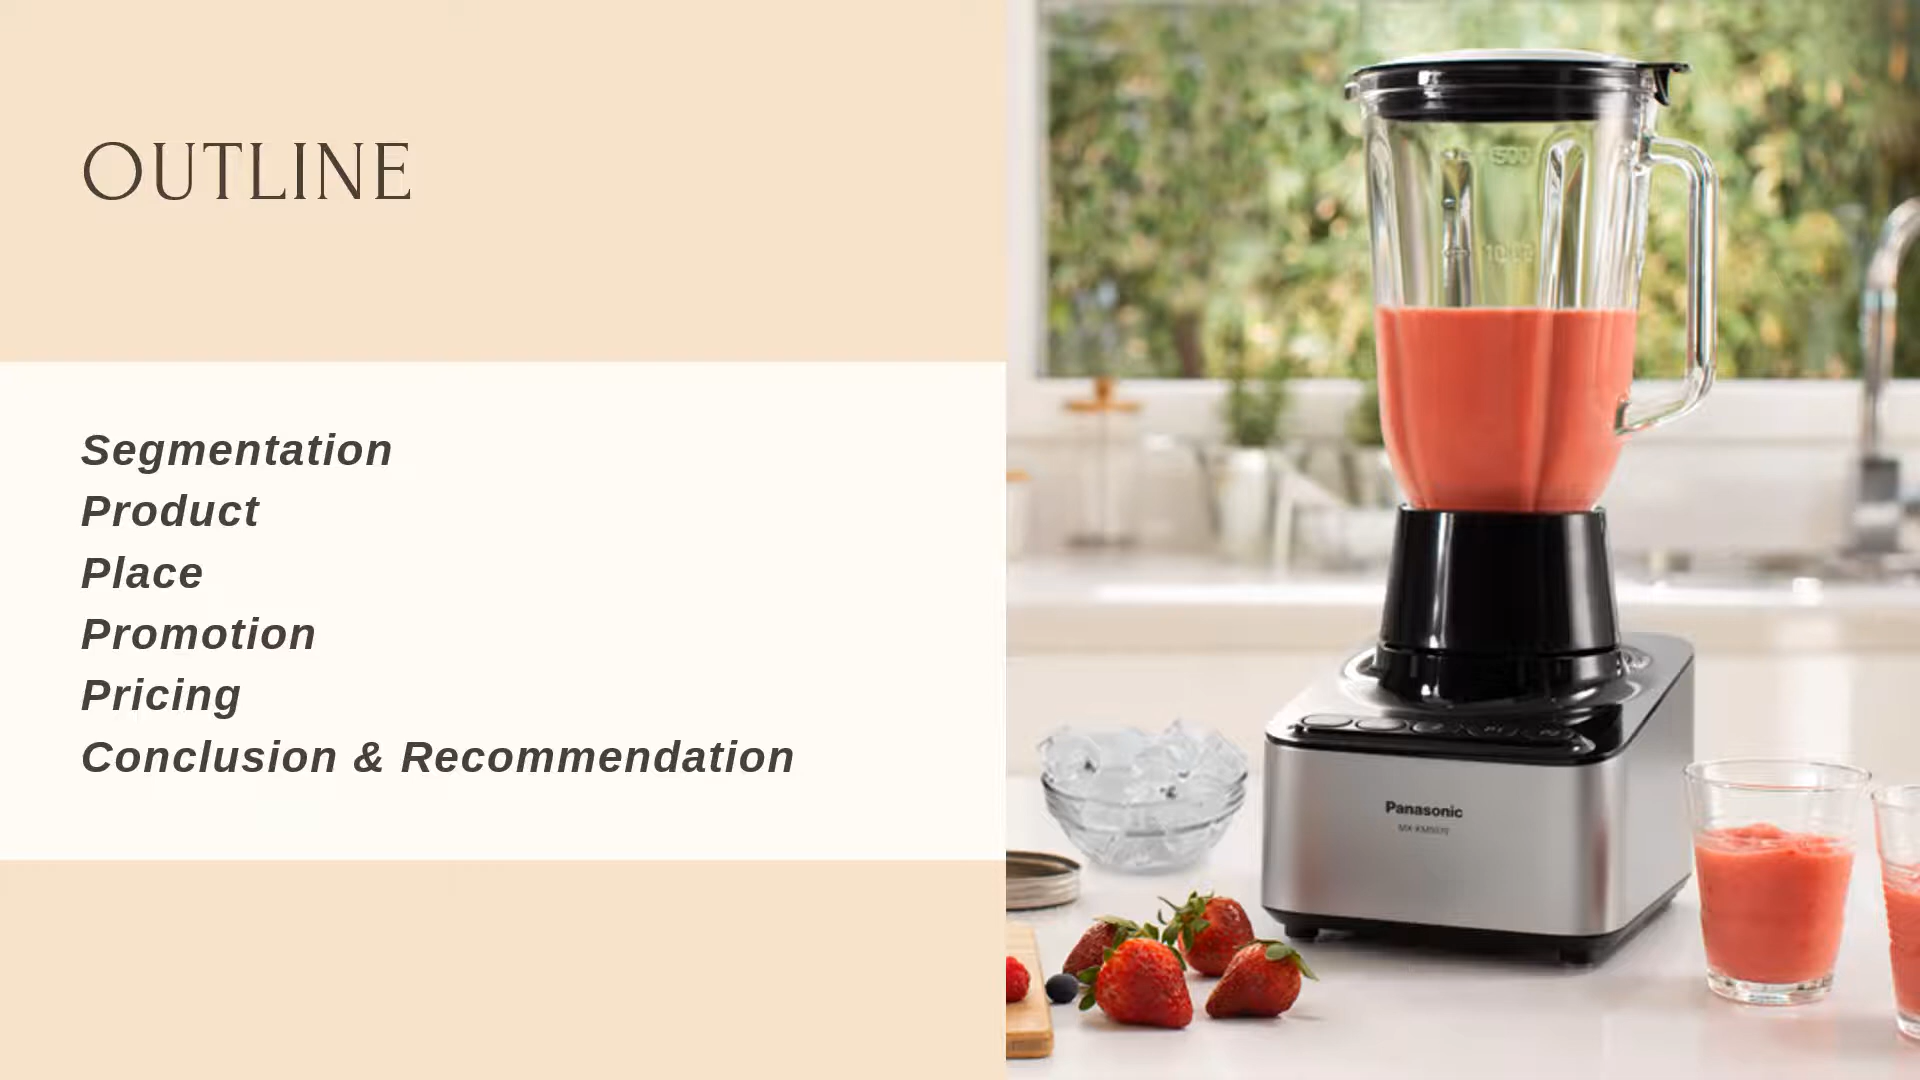 OUTLINE
Segmentation
Product
Place
Promotion
Pricing
Conclusion & Recommendation
Panasonic